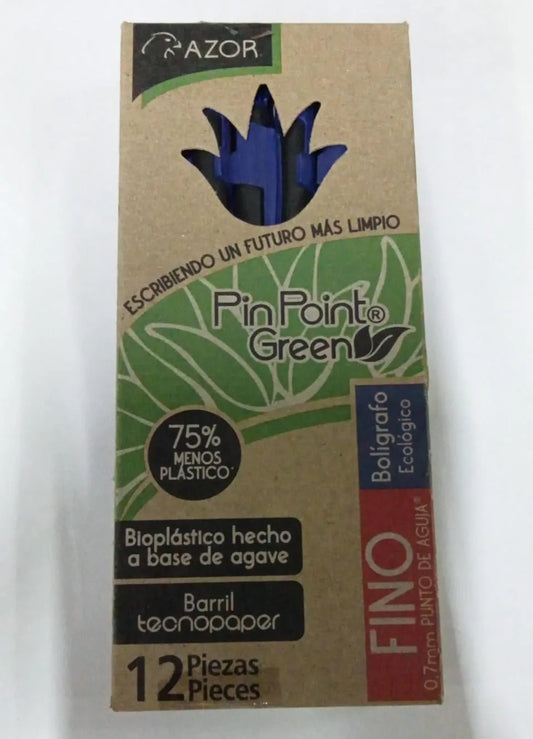 AZOR
ESCRIBIENDO UN FUTURO MÁS LIMPIO
Pin Point®
Green
75%
MENOS
PLÁSTICO*
Bioplástico hecho
a base de agave
Barril
tecnopaper
12 Piezas
Pieces
Bolígrafo
Ecológico
FINO
0.7mm PUNTO DE AGUJA®